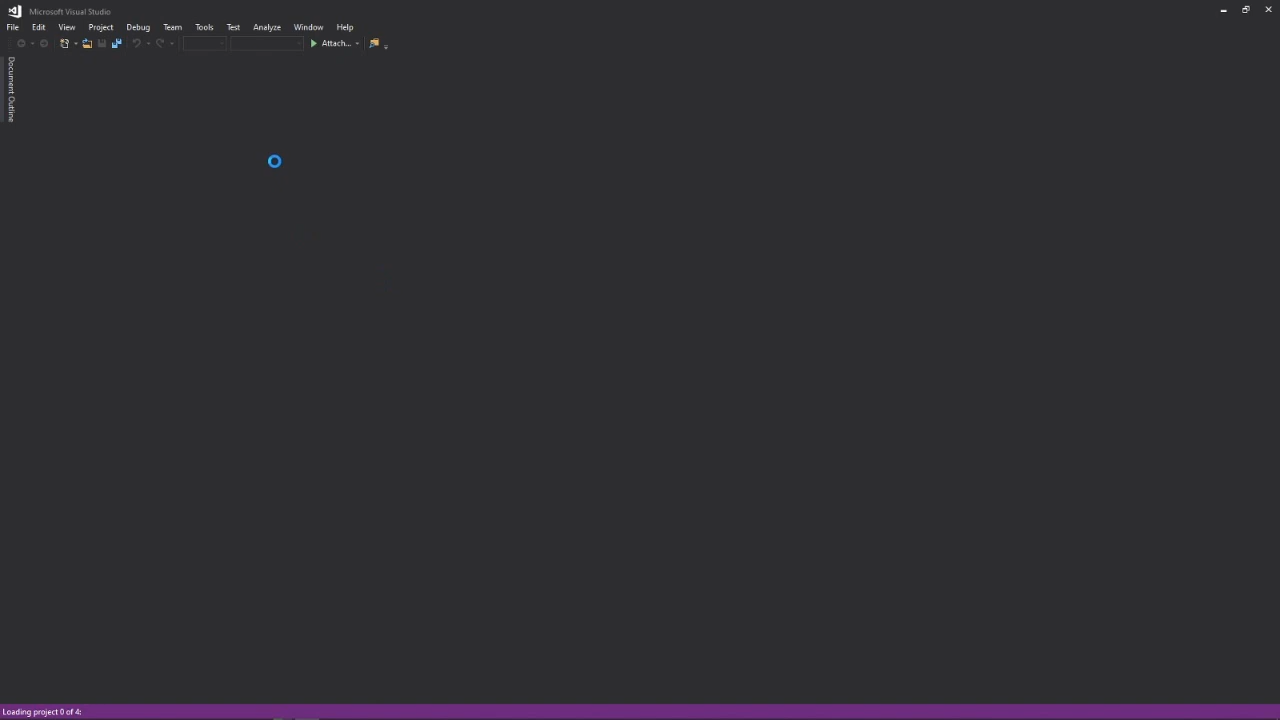 Microsoft Visual Studio
File Edit View Project Debug Team Tools Test Analyze Window Help
Attach...
Document Outline
Loading project 0 of 4: